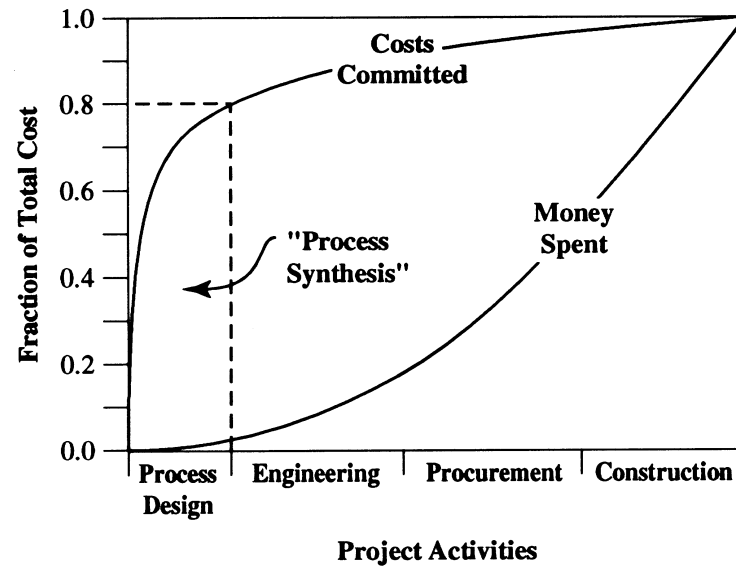 1.0
0.8
0.6
0.4
0.2
0.0
Fraction of Total Cost
Costs
Committed
"Process
Synthesis"
Money
Spent
Process
Design
Engineering
Procurement
Construction
Project Activities